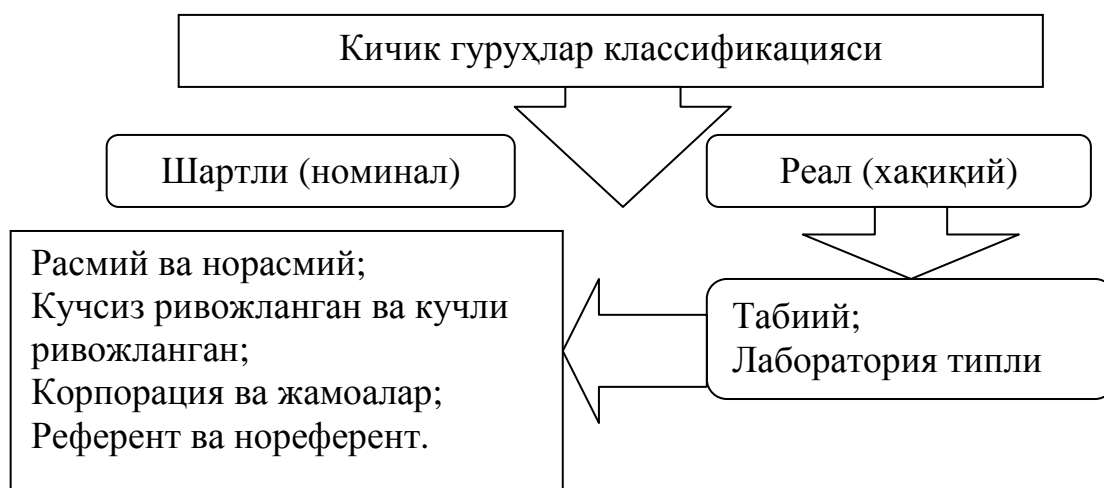 Кичик гуруҳлар классификацияси
Шартли (номинал)
Реал (хақиқий)
Расмий ва норасмий;
Кучсиз ривожланган ва кучли
ривожланган;
Корпорация ва жамоалар;
Референт ва нореферент.
Табиий;
Лаборатория типли